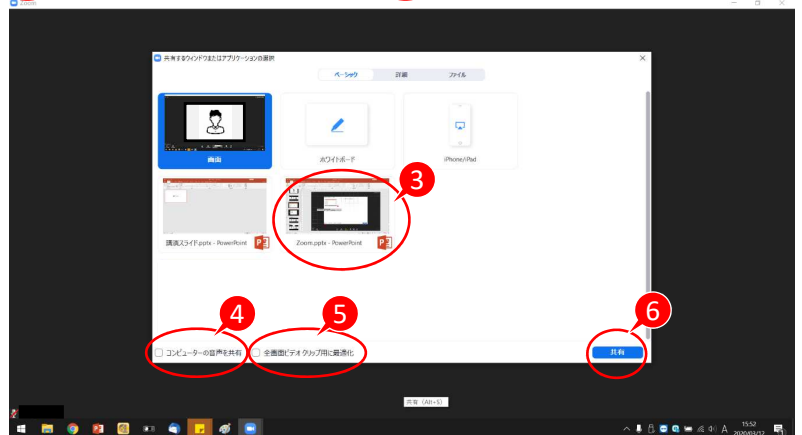 Zoom
共有するウィンドウまたはアプリケーションの選択
ベーシック 詳細 ファイル
画面 ホワイトボード iPhone/iPad
3
講演スライド.pptx - PowerPoint Zoom.pptx - PowerPoint
4 5 6
コンピューターの音声を共有 全画面ビデオ クリップ用に最適化 共有
共有 (Alt+S)
A 15:52
2020/03/12